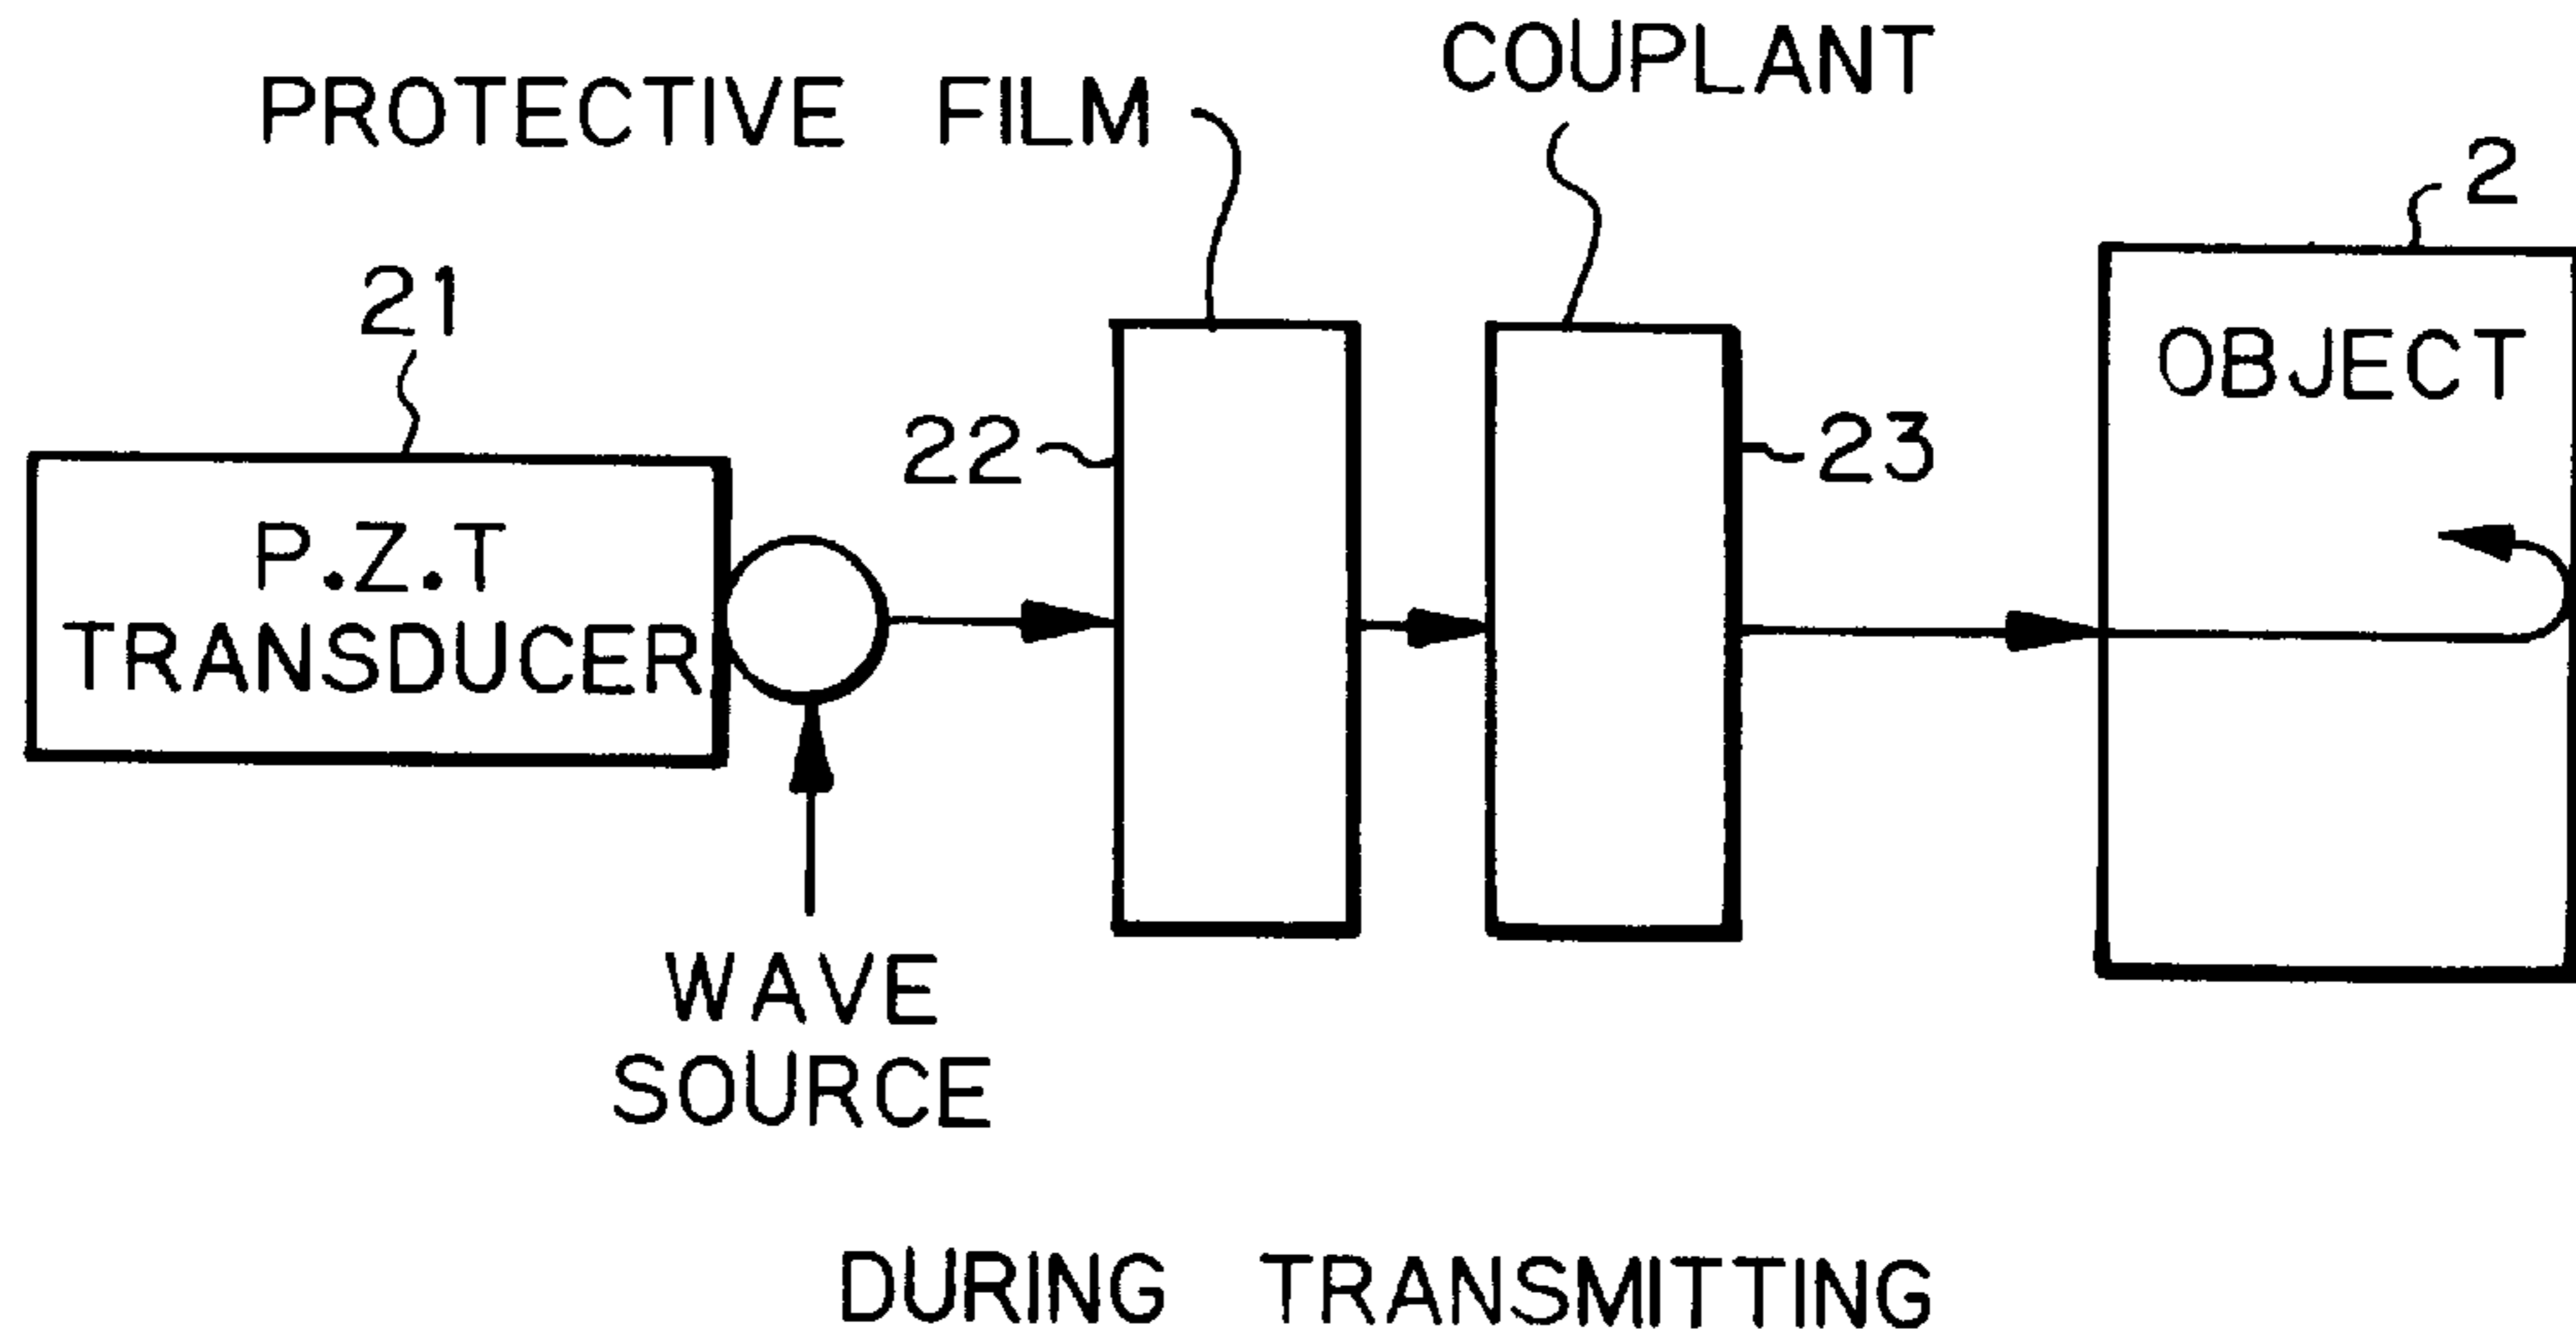 COUPLANT
PROTECTIVE FILM
2
21
OBJECT
22
23
P.Z.T
TRANSDUCER
WAVE
SOURCE
DURING TRANSMITTING